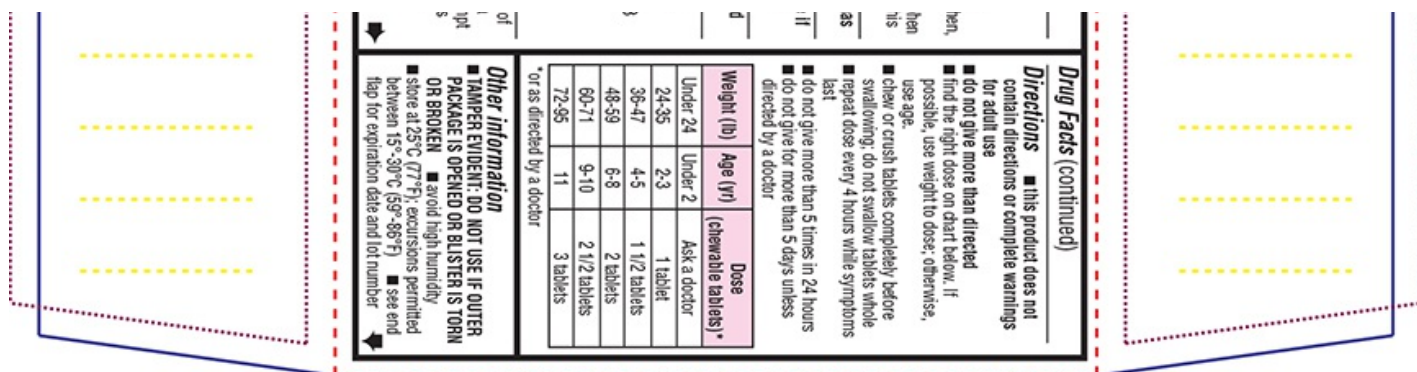 Drug Facts (continued)
Directions ■ this product does not
contain directions or complete warnings
for adult use
■ do not give more than directed
■ find the right dose on chart below. If
possible, use weight to dose; otherwise,
use age.
■ chew or crush tablets completely before
swallowing; do not swallow tablets whole
■ repeat dose every 4 hours while symptoms
last
■ do not give more than 5 times in 24 hours
■ do not give for more than 5 days unless
directed by a doctor
Weight (lb) Age (yr) Dose
(chewable tablets)*
Under 24 Under 2 Ask a doctor
24-35 2-3 1 tablet
36-47 4-5 1 1/2 tablets
48-59 6-8 2 tablets
60-71 9-10 2 1/2 tablets
72-95 11 3 tablets
*or as directed by a doctor
Other information
■ TAMPER EVIDENT: DO NOT USE IF OUTER
PACKAGE IS OPENED OR BLISTER IS TORN
OR BROKEN ■ avoid high humidity
■ store at 25°C (77°F); excursions permitted
between 15°-30°C (59°-86°F) ■ see end
flap for expiration date and lot number